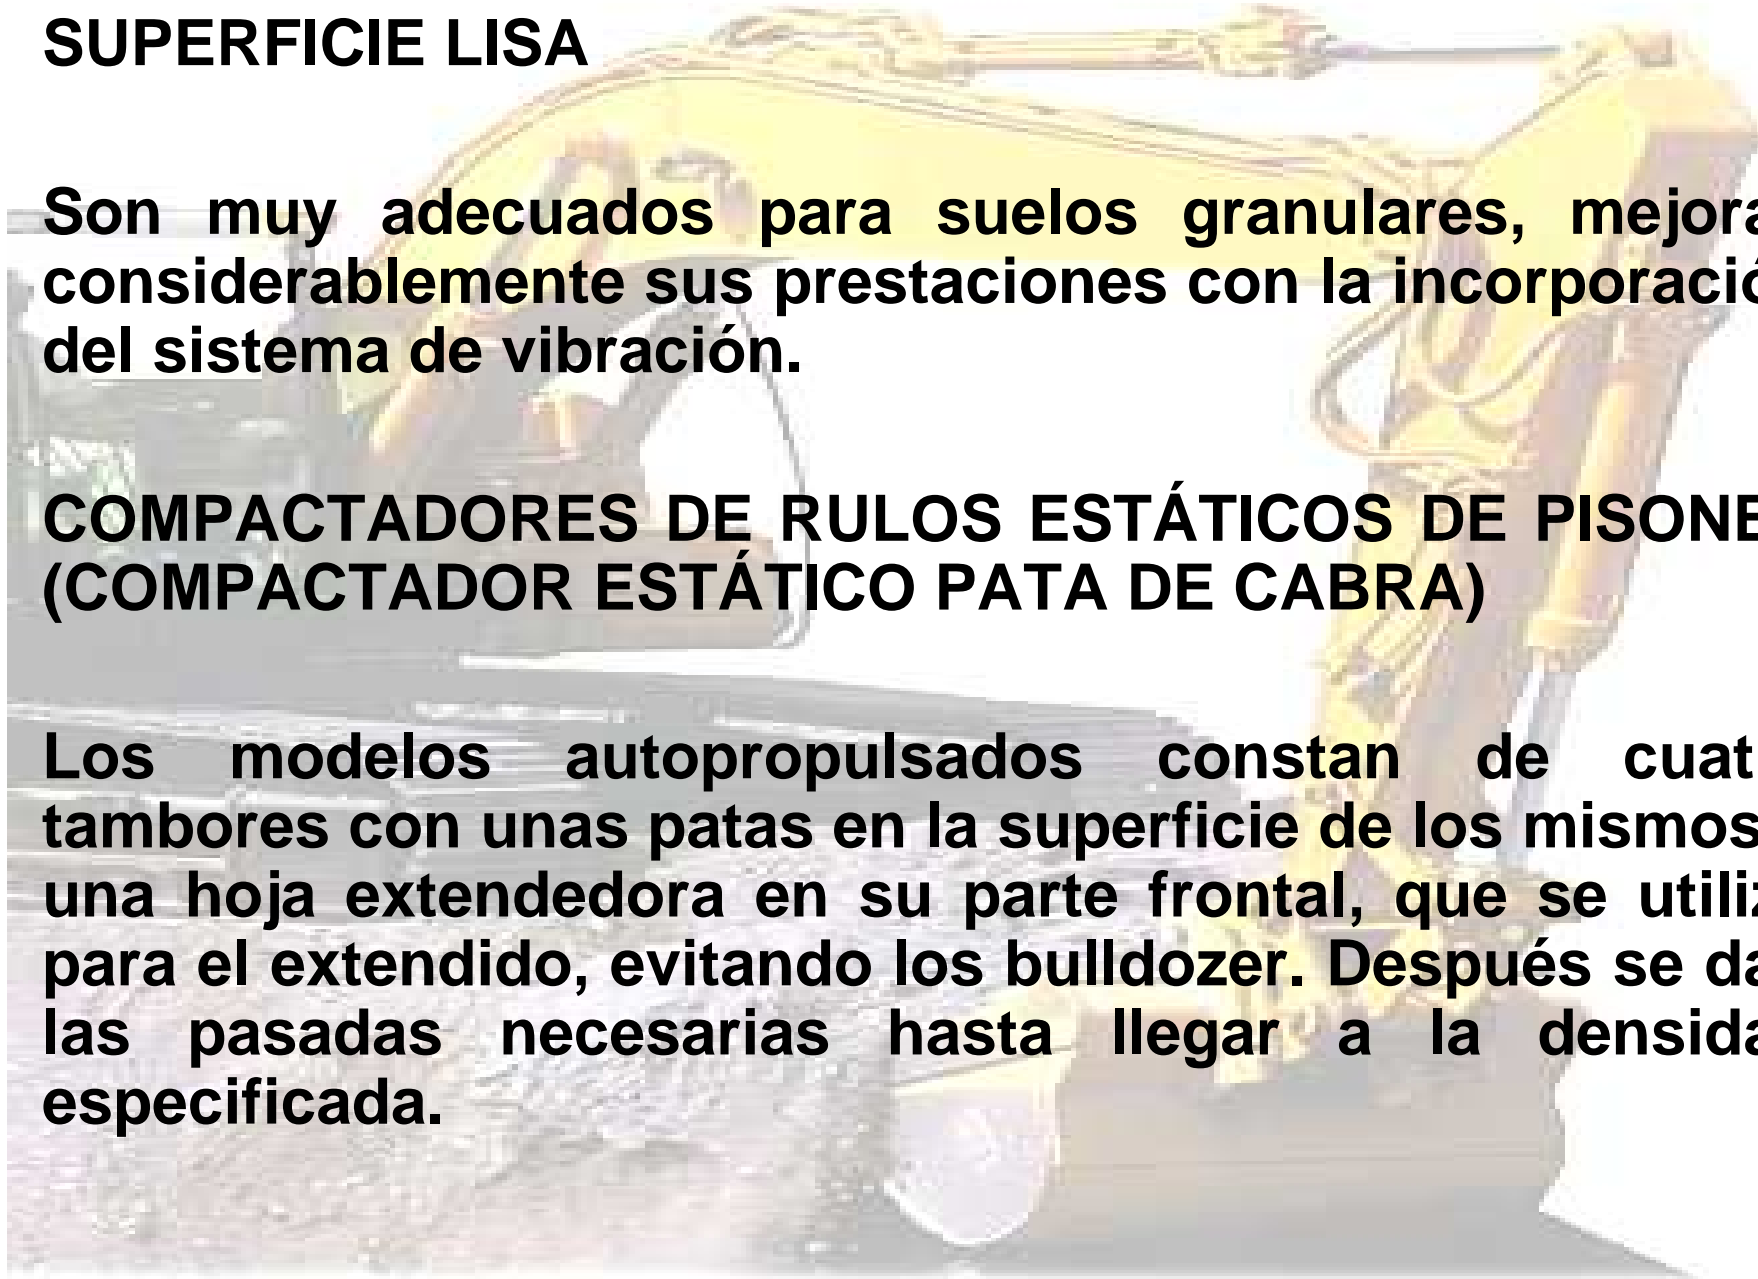 SUPERFICIE LISA
Son muy adecuados para suelos granulares, mejora
considerablemente sus prestaciones con la incorporació
del sistema de vibración.
COMPACTADORES DE RULOS ESTÁTICOS DE PISONE
(COMPACTADOR ESTÁTICO PATA DE CABRA)
Los modelos autopropulsados constan de cuat
tambores con unas patas en la superficie de los mismos
una hoja extendedora en su parte frontal, que se utiliz
para el extendido, evitando los bulldozer. Después se da
las pasadas necesarias hasta llegar a la densida
especificada.